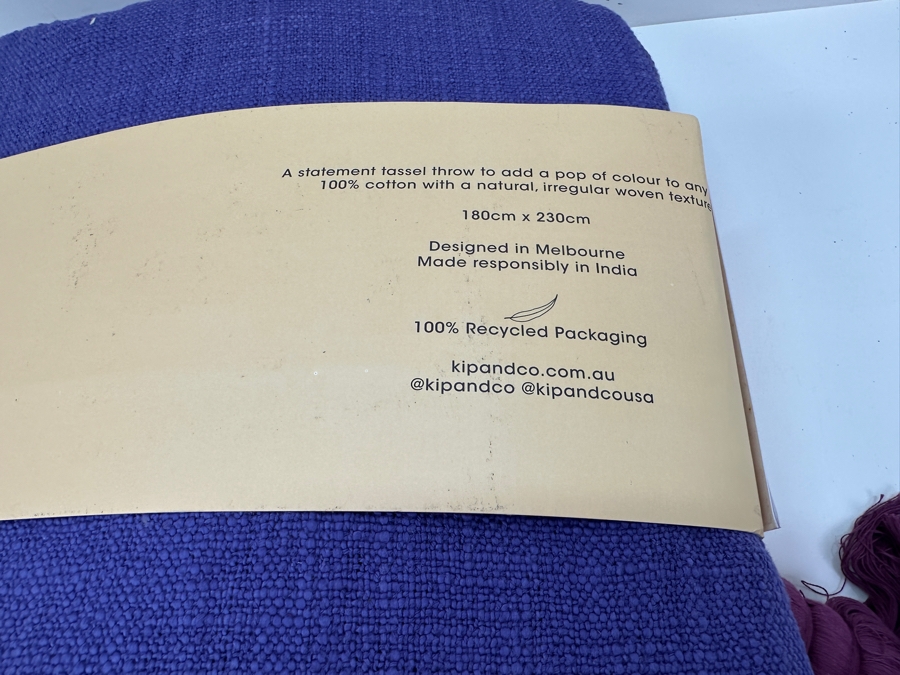 A statement tassel throw to add a pop of colour to any
100% cotton with a natural, irregular woven texture
180cm x 230cm
Designed in Melbourne
Made responsibly in India
100% Recycled Packaging
kipandco.com.au
@kipandco @kipandcousa